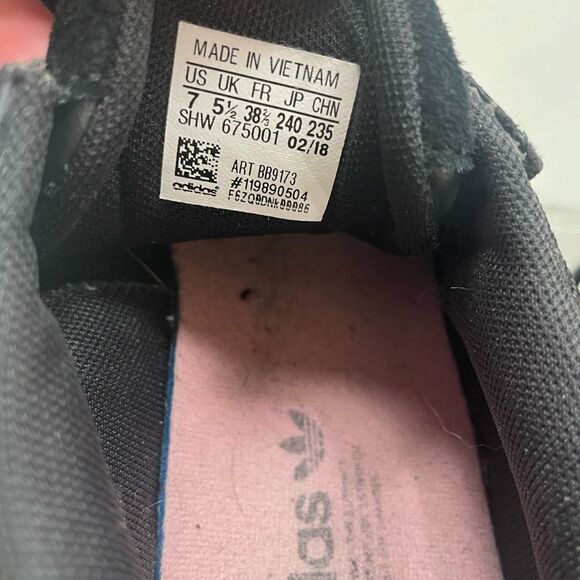 MADE IN VIETNAM
US UK FR JP CHN
7 5½ 38⅔ 240 235
SHW 675001 02/18
ART BB9173
#119890504
adidas